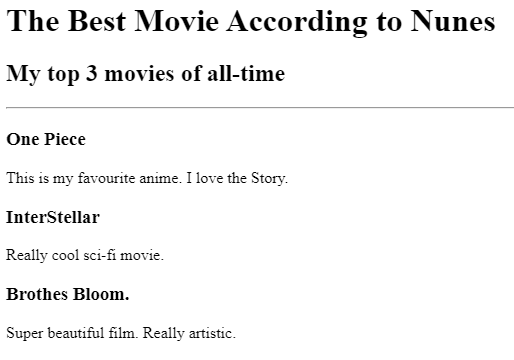 The Best Movie According to Nunes
My top 3 movies of all-time
One Piece
This is my favourite anime. I love the Story.
InterStellar
Really cool sci-fi movie.
Brothes Bloom.
Super beautiful film. Really artistic.